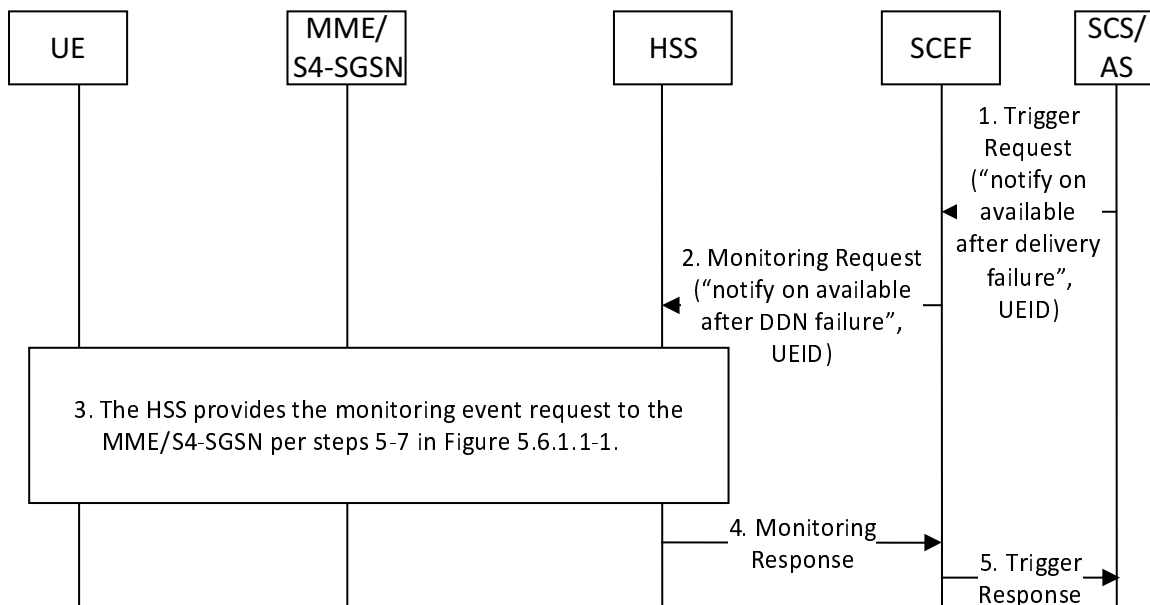 UE
MME/
S4-SGSN
HSS
SCEF
SCS/
AS
1. Trigger
Request
(“notify on
available
after delivery
failure”,
UEID)
2. Monitoring Request
(“notify on available
after DDN failure”,
UEID)
3. The HSS provides the monitoring event request to the
MME/S4-SGSN per steps 5-7 in Figure 5.6.1.1-1.
4. Monitoring
Response
5. Trigger
Response